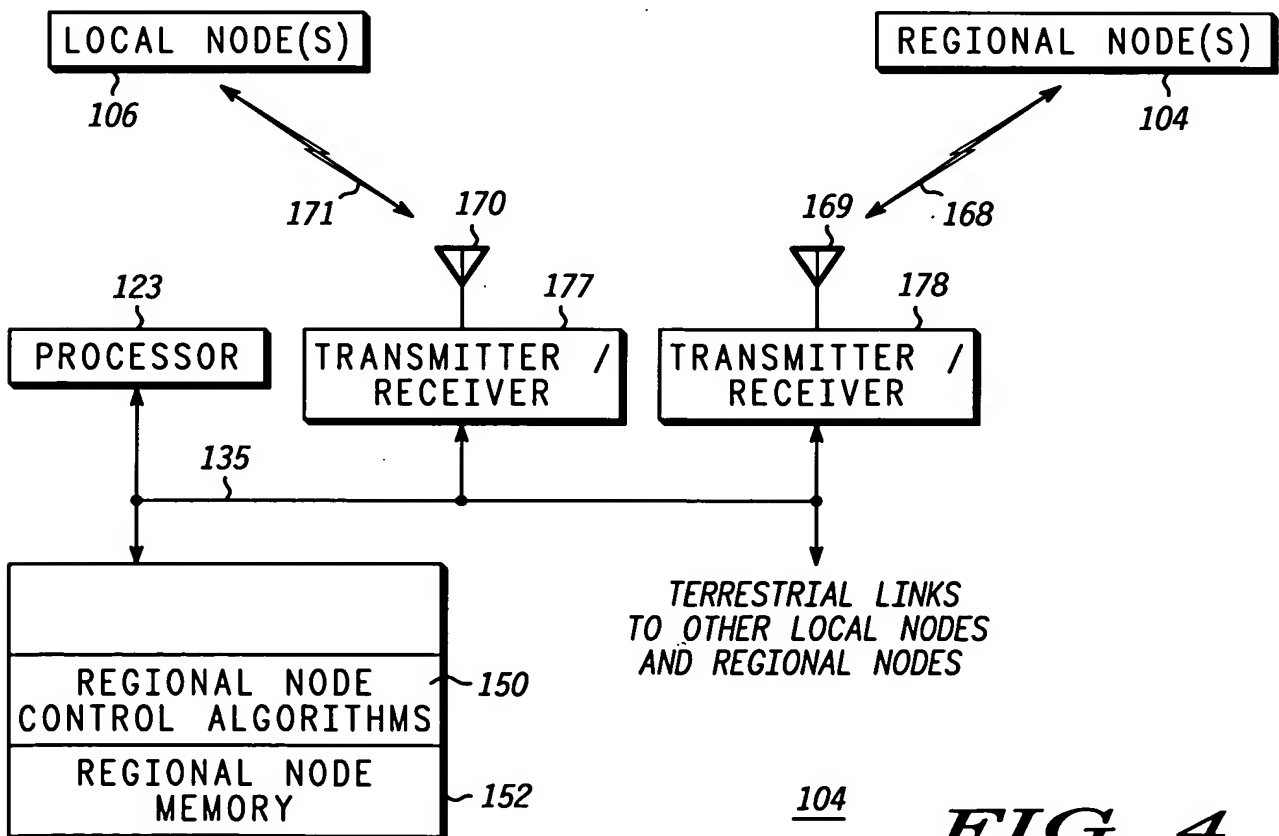 LOCAL NODE(S)
REGIONAL NODE(S)
106
104
171
168
170
169
123
177
178
PROCESSOR
TRANSMITTER /
RECEIVER
TRANSMITTER /
RECEIVER
135
TERRESTRIAL LINKS
TO OTHER LOCAL NODES
AND REGIONAL NODES
REGIONAL NODE
CONTROL ALGORITHMS
150
REGIONAL NODE
MEMORY
152
104
FIG. 4